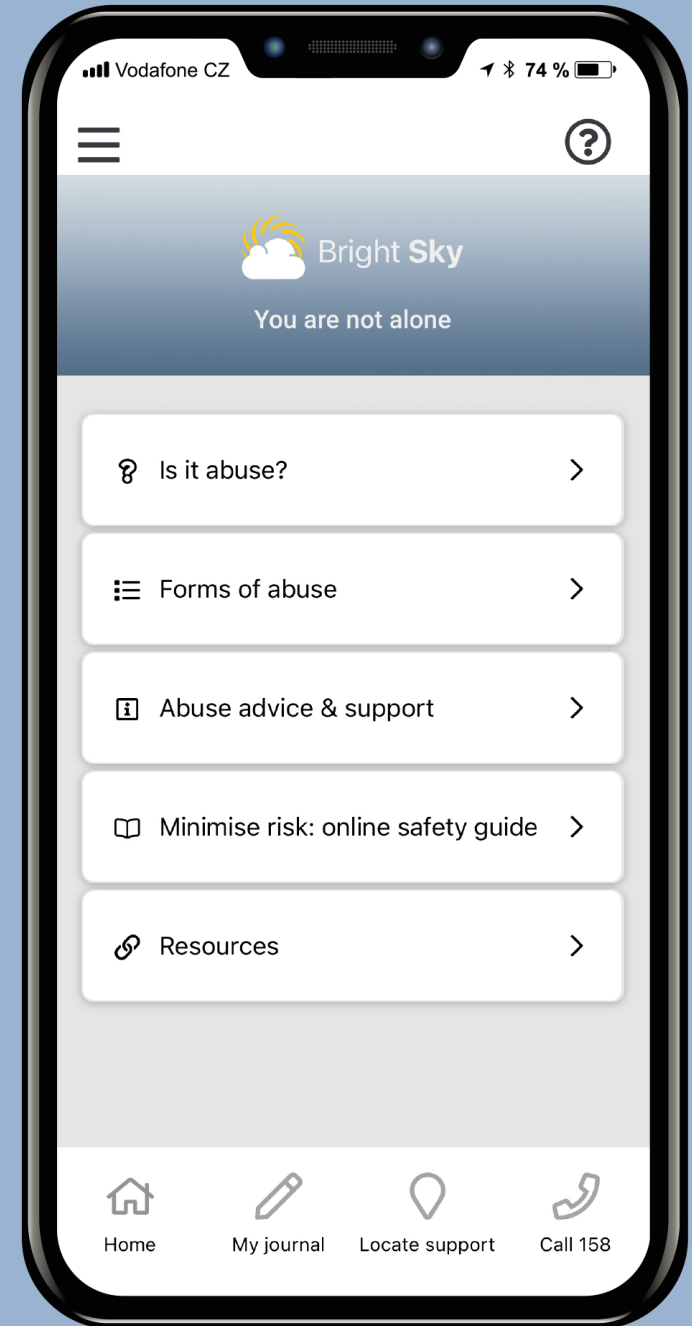 Vodafone CZ 74 %
Bright Sky
You are not alone
Is it abuse?
Forms of abuse
Abuse advice & support
Minimise risk: online safety guide
Resources
Home My journal Locate support Call 158